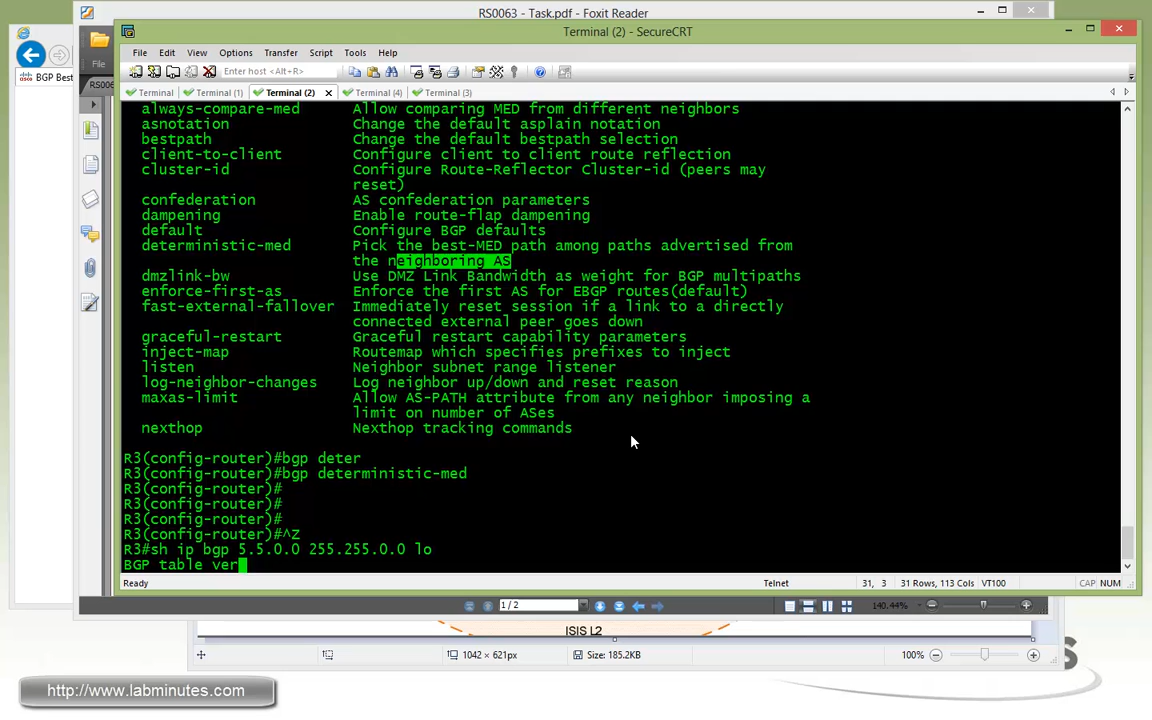 RS0063 - Task.pdf - Foxit Reader
Terminal (2) - SecureCRT
File Edit View Options Transfer Script Tools Help
Enter host <Alt+R>
Terminal Terminal (1) Terminal (2) Terminal (4) Terminal (3)
BGP Best
File
RS006
always-compare-med Allow comparing MED from different neighbors
asnotation Change the default asplain notation
bestpath Change the default bestpath selection
client-to-client Configure client to client route reflection
cluster-id Configure Route-Reflector Cluster-id (peers may
reset)
confederation AS confederation parameters
dampening Enable route-flap dampening
default Configure BGP defaults
deterministic-med Pick the best-MED path among paths advertised from
the neighboring AS
dmzlink-bw Use DMZ Link Bandwidth as weight for BGP multipaths
enforce-first-as Enforce the first AS for EBGP routes(default)
fast-external-fallover Immediately reset session if a link to a directly
connected external peer goes down
graceful-restart Graceful restart capability parameters
inject-map Routemap which specifies prefixes to inject
listen Neighbor subnet range listener
log-neighbor-changes Log neighbor up/down and reset reason
maxas-limit Allow AS-PATH attribute from any neighbor imposing a
limit on number of ASes
nexthop Nexthop tracking commands
R3(config-router)#bgp deter
R3(config-router)#bgp deterministic-med
R3(config-router)#
R3(config-router)#
R3(config-router)#
R3(config-router)#^Z
R3#sh ip bgp 5.5.0.0 255.255.0.0 lo
BGP table ver
Ready Telnet 31, 3 31 Rows, 113 Cols VT100 CAP NUM
1/2 140.44%
ISIS L2
1042 × 621px Size: 185.2KB 100%
http://www.labminutes.com